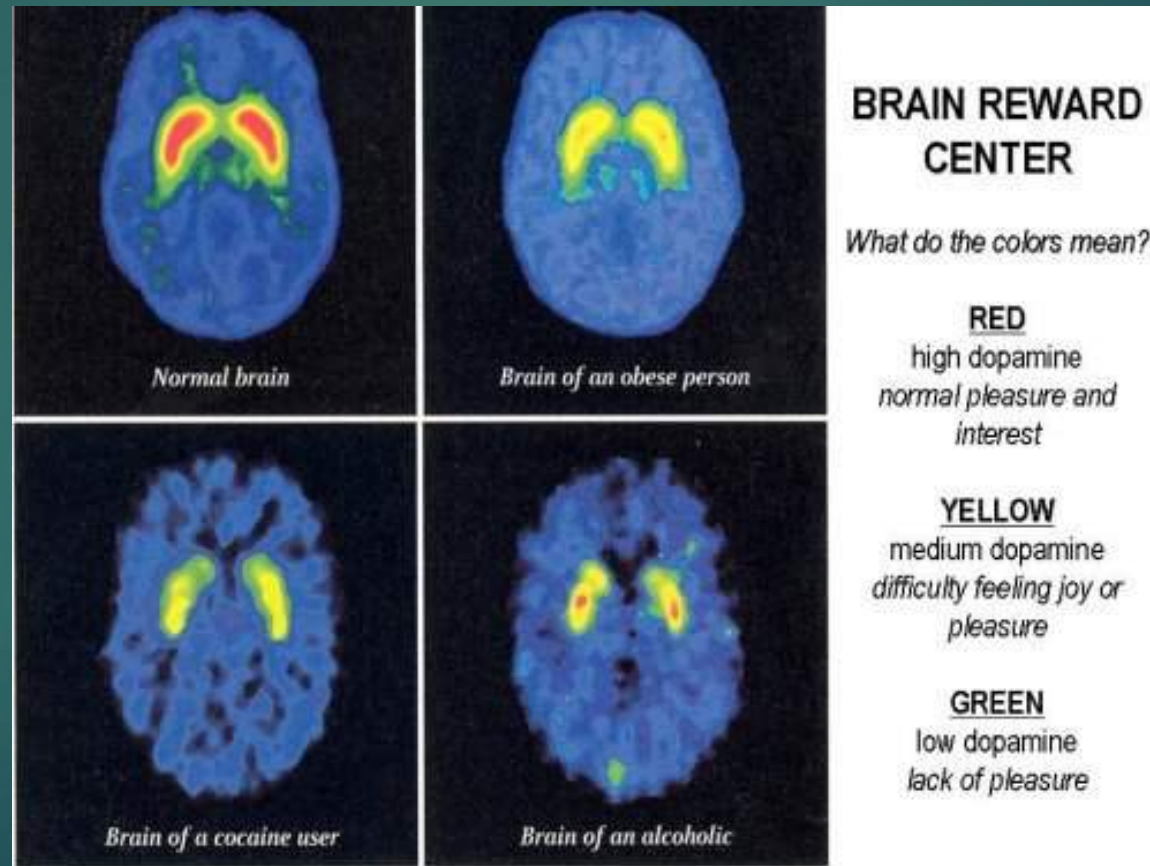 Normal brain
Brain of an obese person
Brain of a cocaine user
Brain of an alcoholic
BRAIN REWARD
CENTER
What do the colors mean?
RED
high dopamine
normal pleasure and
interest
YELLOW
medium dopamine
difficulty feeling joy or
pleasure
GREEN
low dopamine
lack of pleasure